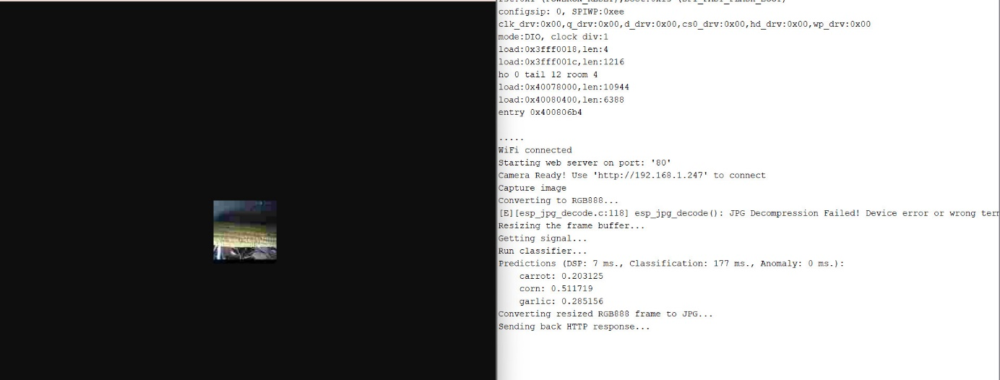 configsip: 0, SPIWP:0xee
clk_drv:0x00,q_drv:0x00,d_drv:0x00,cs0_drv:0x00,hd_drv:0x00,wp_drv:0x00
mode:DIO, clock div:1
load:0x3fff0018,len:4
load:0x3fff001c,len:1216
ho 0 tail 12 room 4
load:0x40078000,len:10944
load:0x40080400,len:6388
entry 0x400806b4
.....
WiFi connected
Starting web server on port: '80'
Camera Ready! Use 'http://192.168.1.247' to connect
Capture image
Converting to RGB888...
[E][esp_jpg_decode.c:118] esp_jpg_decode(): JPG Decompression Failed! Device error or wrong
Resizing the frame buffer...
Getting signal...
Run classifier...
Predictions (DSP: 7 ms., Classification: 177 ms., Anomaly: 0 ms.):
carrot: 0.203125
corn: 0.511719
garlic: 0.285156
Converting resized RGB888 frame to JPG...
Sending back HTTP response...